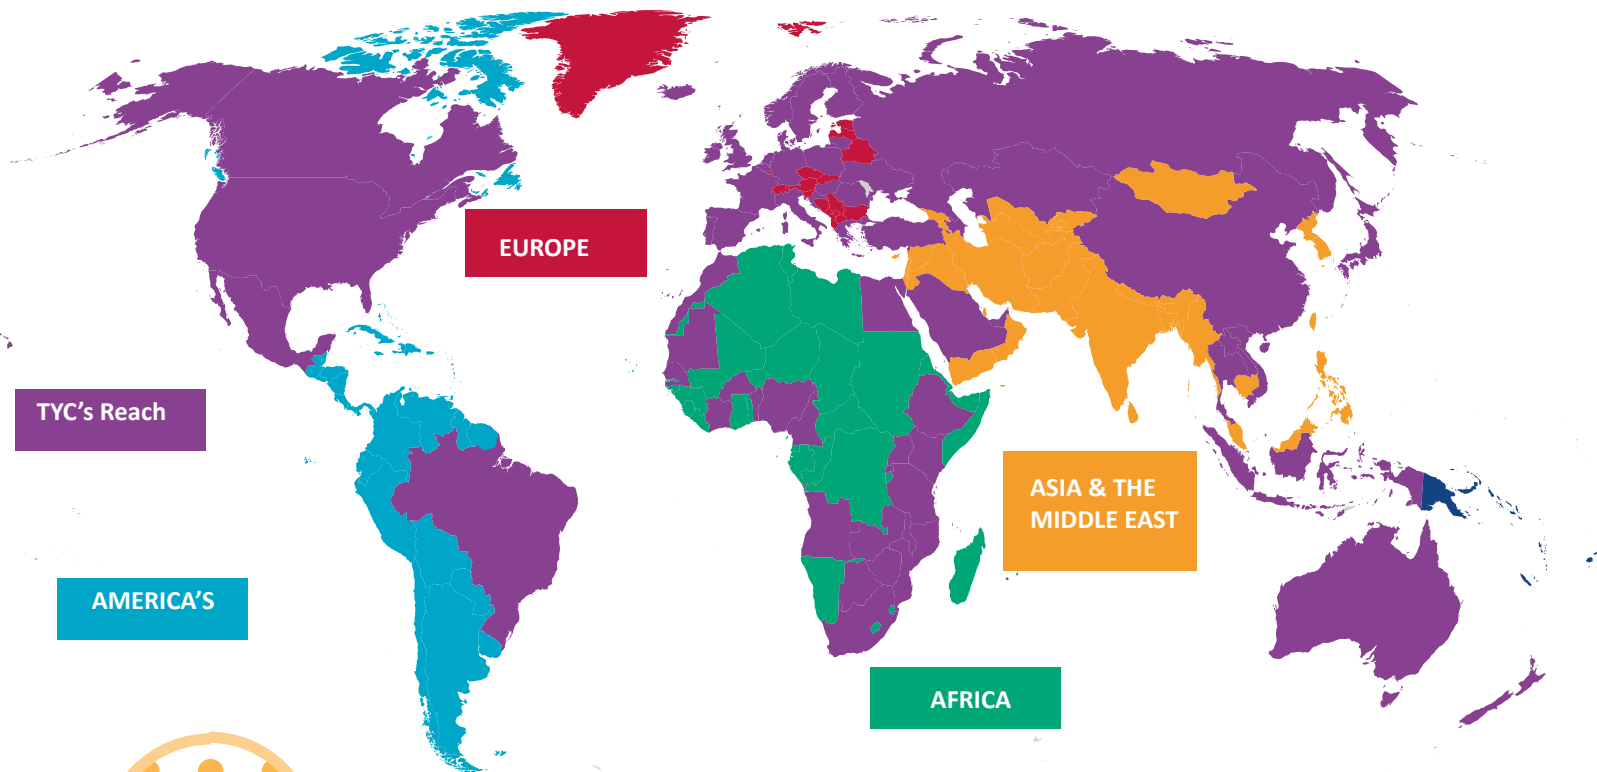 EUROPE
TYC's Reach
ASIA & THE
MIDDLE EAST
AMERICA’S
AFRICA